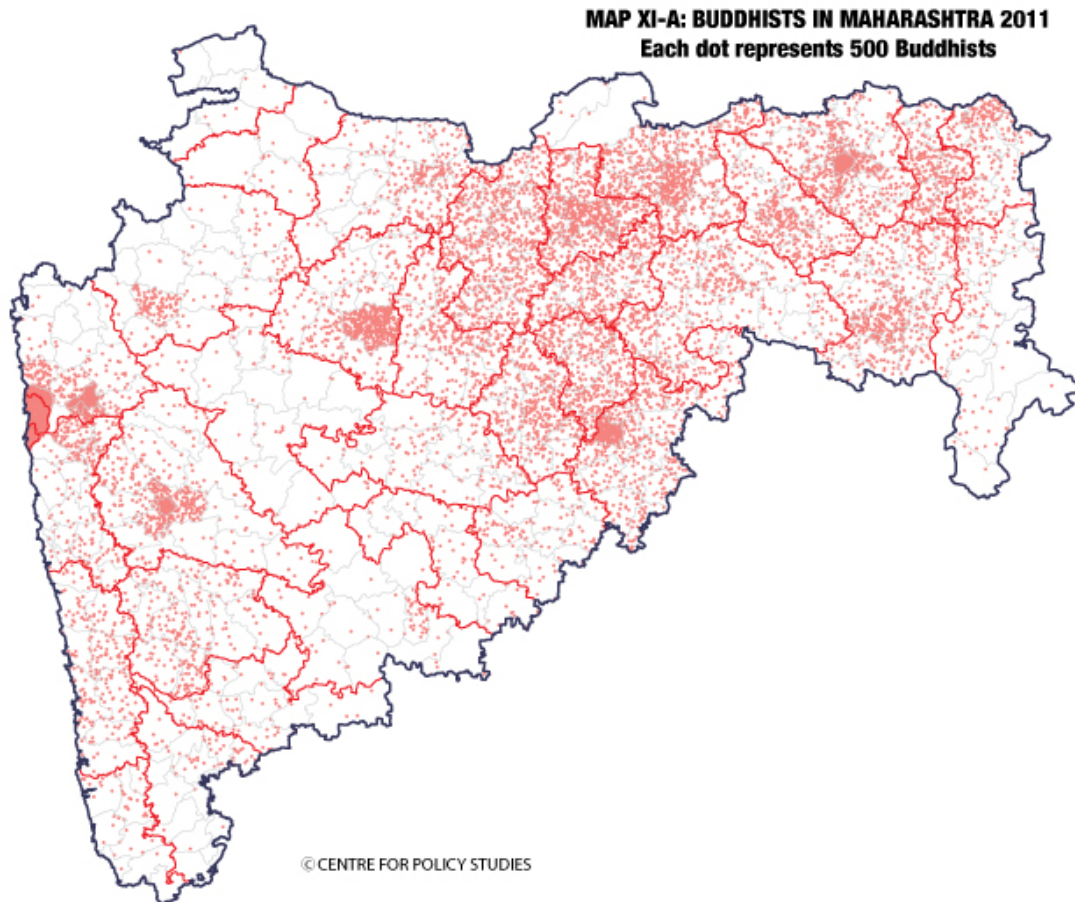 MAP XI-A: BUDDHISTS IN MAHARASHTRA 2011
Each dot represents 500 Buddhists
© CENTRE FOR POLICY STUDIES